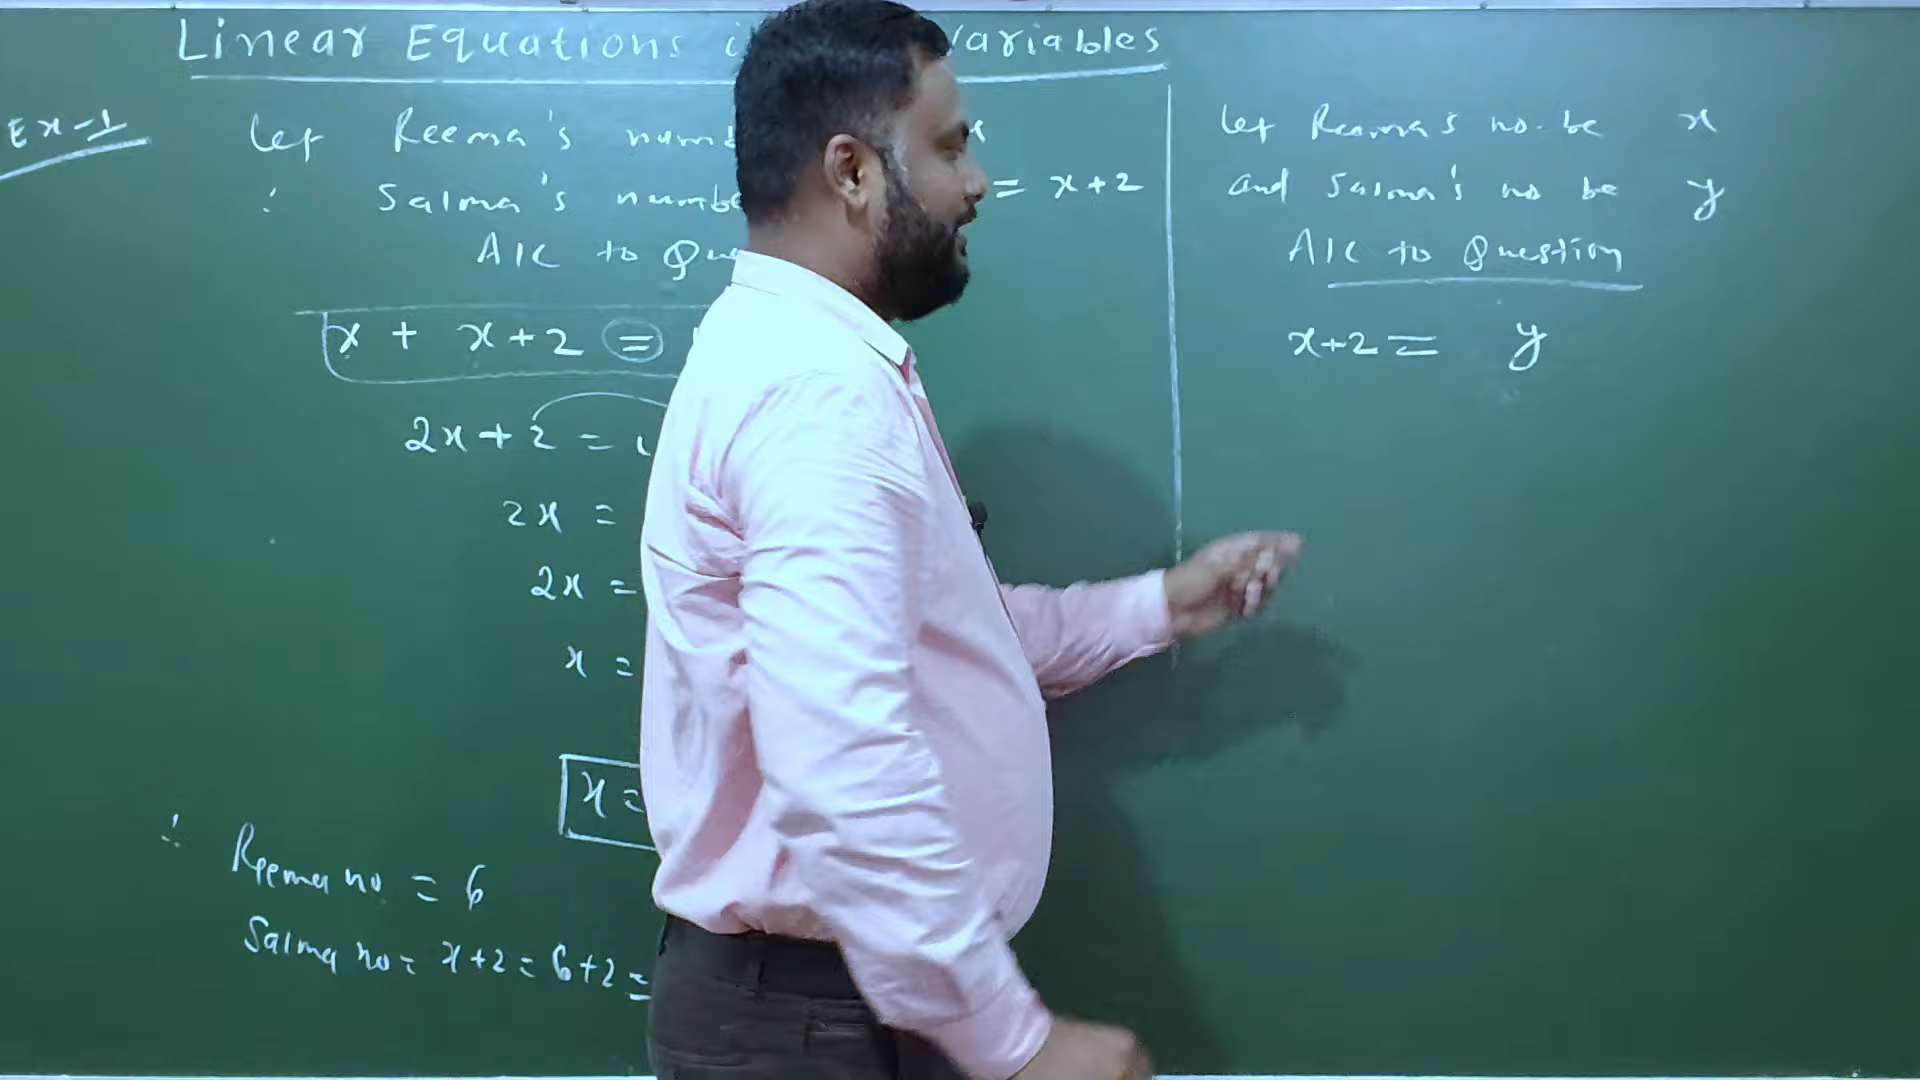 Linear Equations i variables
Ex-1
Let Reema's numb x
∴ Salma's numbe = x+2
A/C to Que
x + x+2 =
2x+2 =
2x =
2x =
x =
x =
∴ Reema no = 6
Salma no = x+2 = 6+2 =
Let Reema's no. be x
and Salma's no be y
A/C to Question
x+2 = y